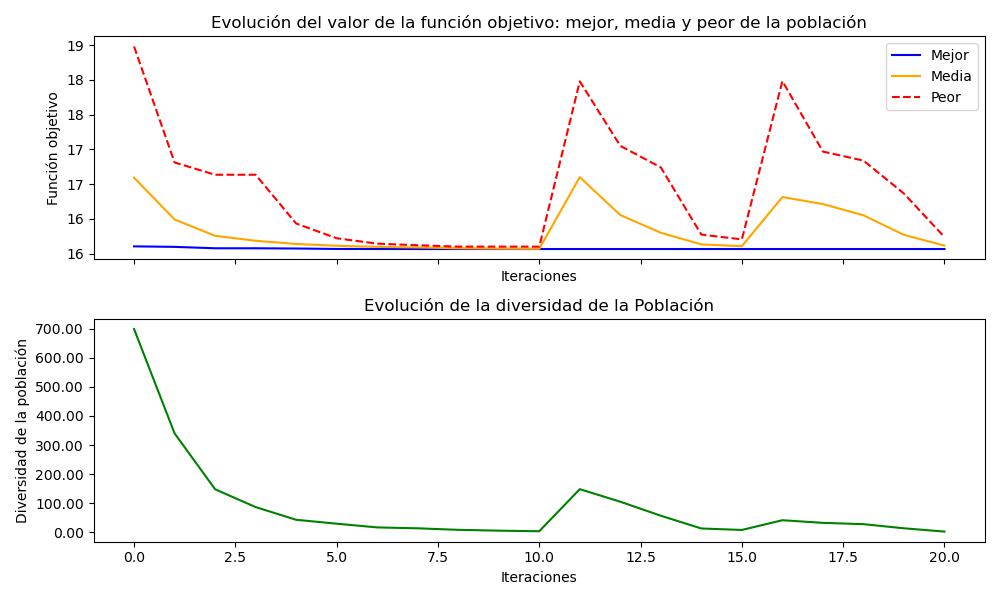 Evolución del valor de la función objetivo: mejor, media y peor de la población
Función objetivo
19
18
18
17
17
16
16
Mejor
Media
Peor
Iteraciones
Evolución de la diversidad de la Población
Diversidad de la población
700.00
600.00
500.00
400.00
300.00
200.00
100.00
0.00
0.0 2.5 5.0 7.5 10.0 12.5 15.0 17.5 20.0
Iteraciones